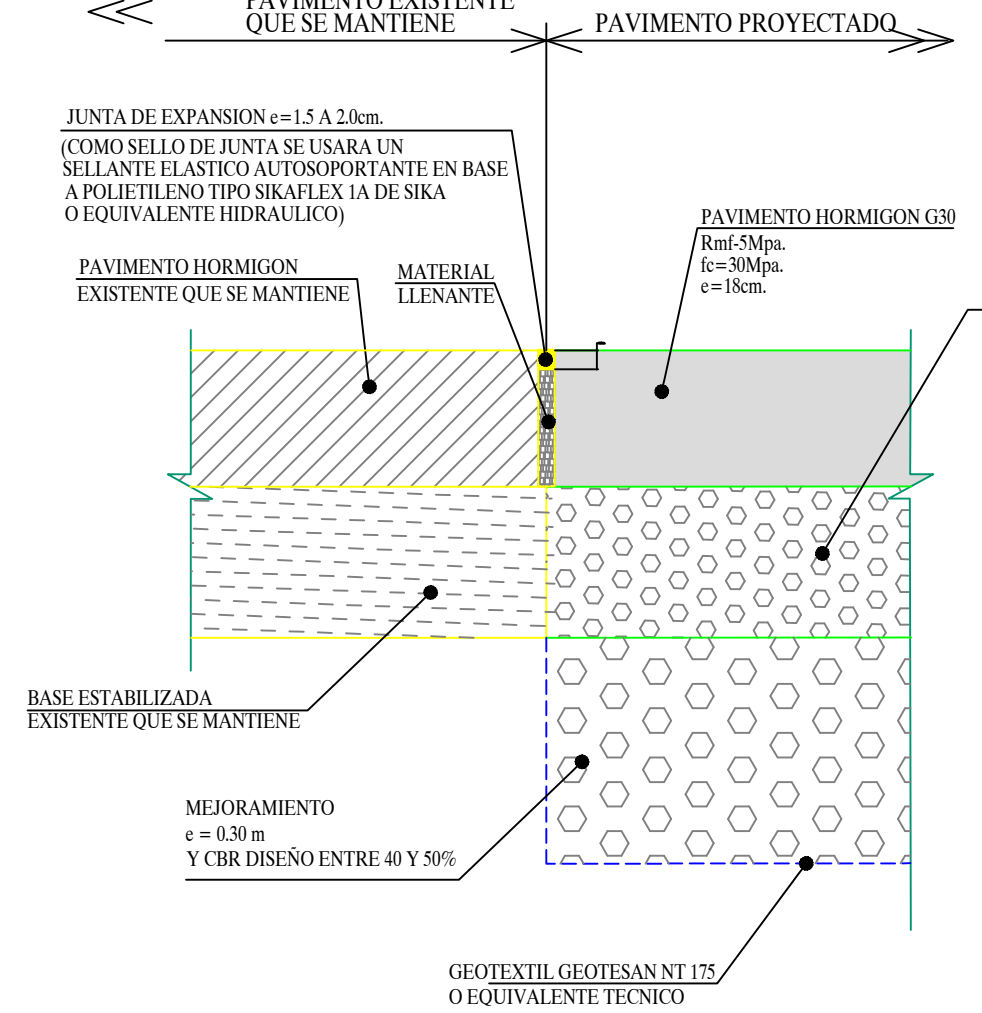 PAVIMENTO EXISTENTE
QUE SE MANTIENE
PAVIMENTO PROYECTADO
JUNTA DE EXPANSION e=1.5 A 2.0cm.
(COMO SELLO DE JUNTA SE USARA UN
SELLANTE ELASTICO AUTOSOPORTANTE EN BASE
A POLIETILENO TIPO SIKAFLEX 1A DE SIKA
O EQUIVALENTE HIDRAULICO)
PAVIMENTO HORMIGON G30
Rmf-5Mpa.
fc=30Mpa.
e=18cm.
PAVIMENTO HORMIGON
EXISTENTE QUE SE MANTIENE
MATERIAL
LLENANTE
BASE ESTABILIZADA
EXISTENTE QUE SE MANTIENE
MEJORAMIENTO
e = 0.30 m
Y CBR DISEÑO ENTRE 40 Y 50%
GEOTEXTIL GEOTESAN NT 175
O EQUIVALENTE TECNICO